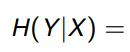 H(Y|X) =